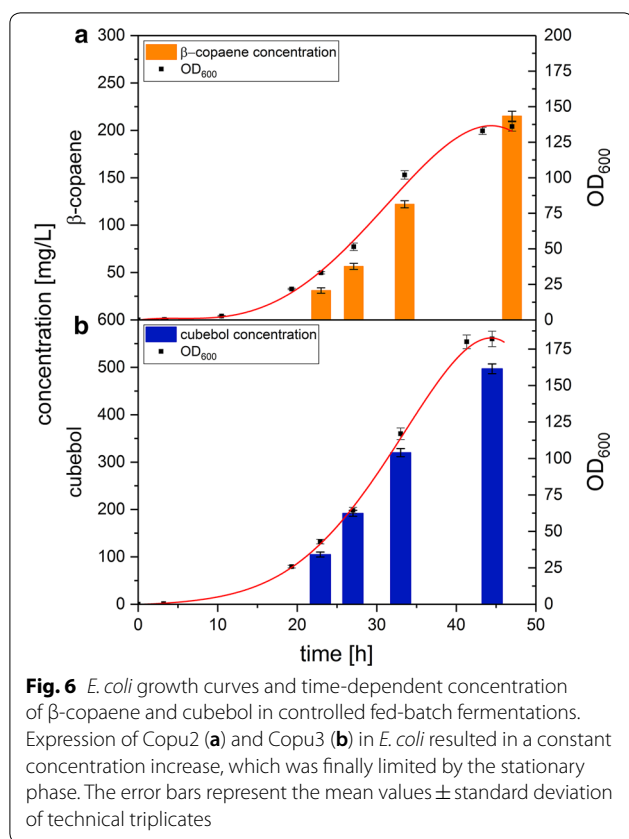 a
300
250
200
150
100
50
β-copaene
β–copaene concentration
OD600
200
175
150
125
100
75
50
25
0
OD600
concentration [mg/L]
b
600
500
400
300
200
100
0
cubebol
cubebol concentration
OD600
175
150
125
100
75
50
25
0
OD600
0 10 20 30 40 50
time [h]
Fig. 6 E. coli growth curves and time-dependent concentration
of β-copaene and cubebol in controlled fed-batch fermentations.
Expression of Copu2 (a) and Copu3 (b) in E. coli resulted in a constant
concentration increase, which was finally limited by the stationary
phase. The error bars represent the mean values ± standard deviation
of technical triplicates